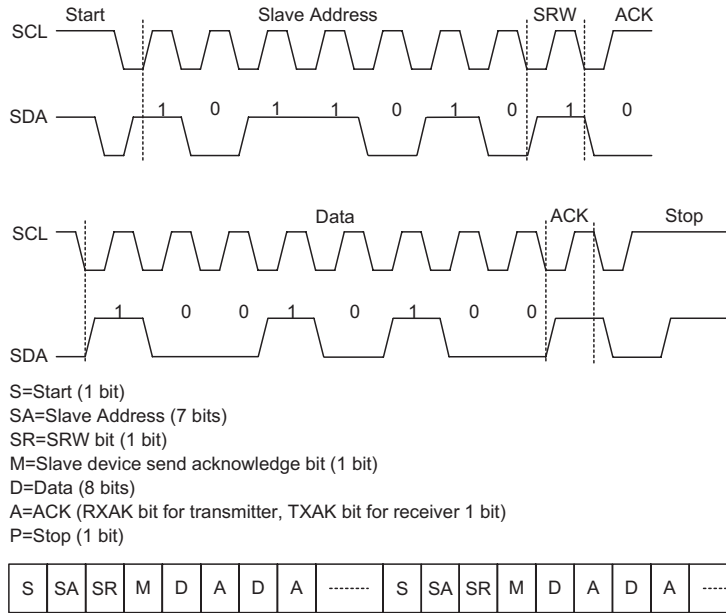 Start Slave Address SRW ACK
SCL
SDA 1 0 1 1 0 1 0 1 0
Data ACK Stop
SCL
1 0 0 1 0 1 0 0
SDA
S=Start (1 bit)
SA=Slave Address (7 bits)
SR=SRW bit (1 bit)
M=Slave device send acknowledge bit (1 bit)
D=Data (8 bits)
A=ACK (RXAK bit for transmitter, TXAK bit for receiver 1 bit)
P=Stop (1 bit)
S SA SR M D A D A ------- S SA SR M D A D A -----